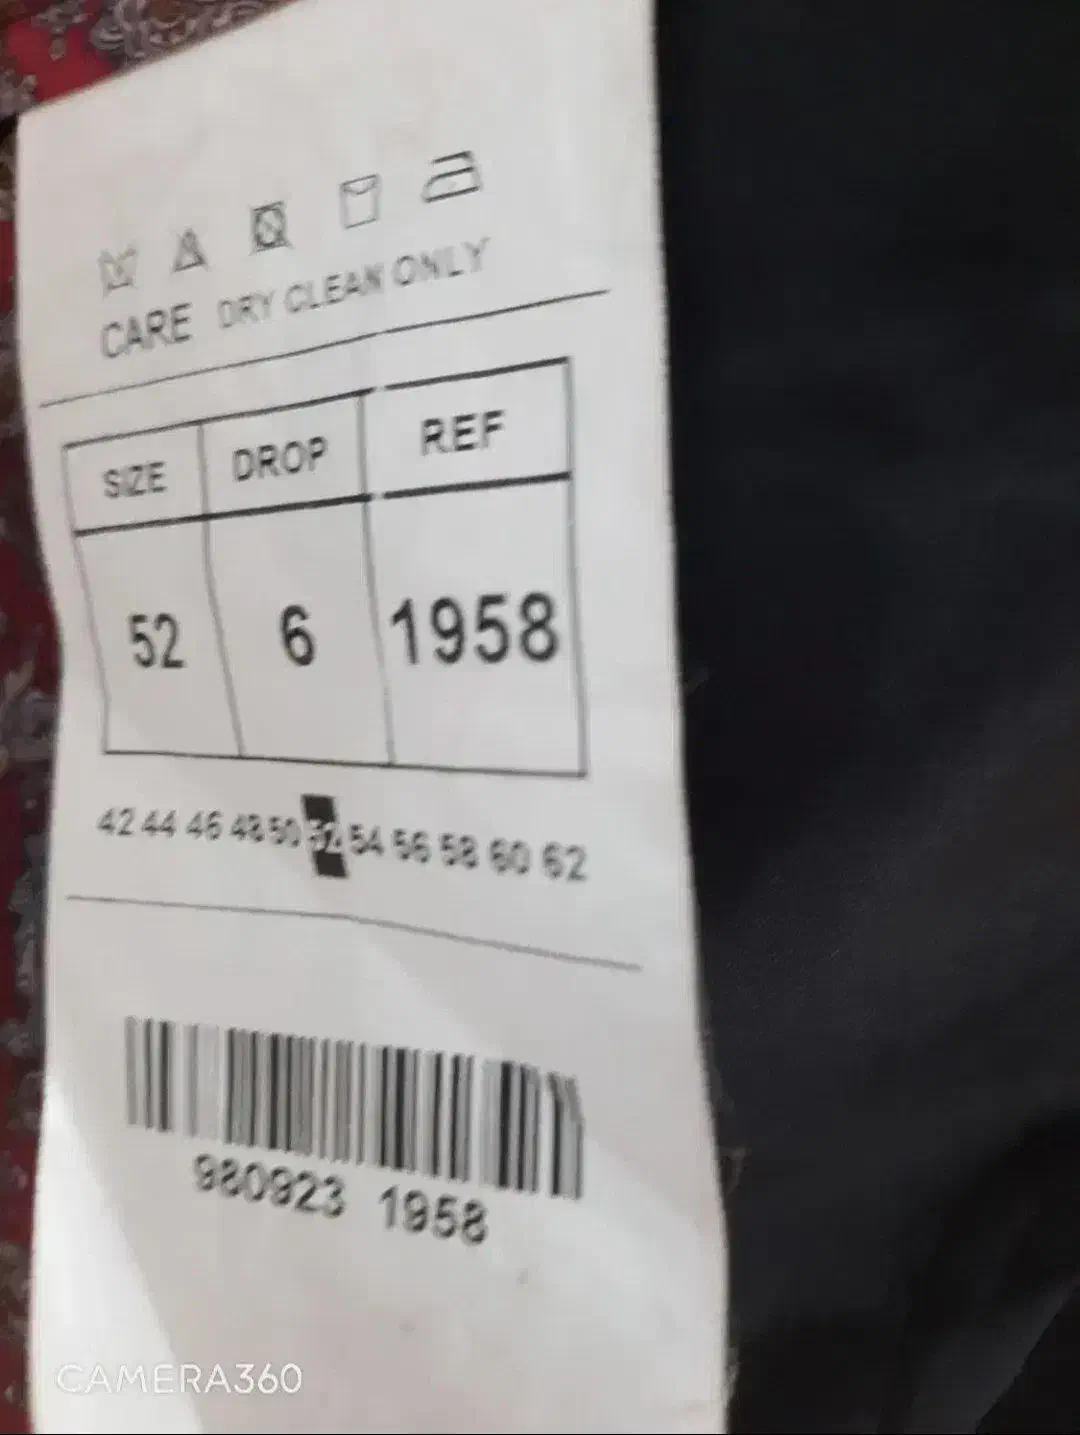 CARE DRY CLEAN ONLY
SIZE DROP REF
52 6 1958
42 44 46 48 50 52 54 56 58 60 62
980923 1958
CAMERA360